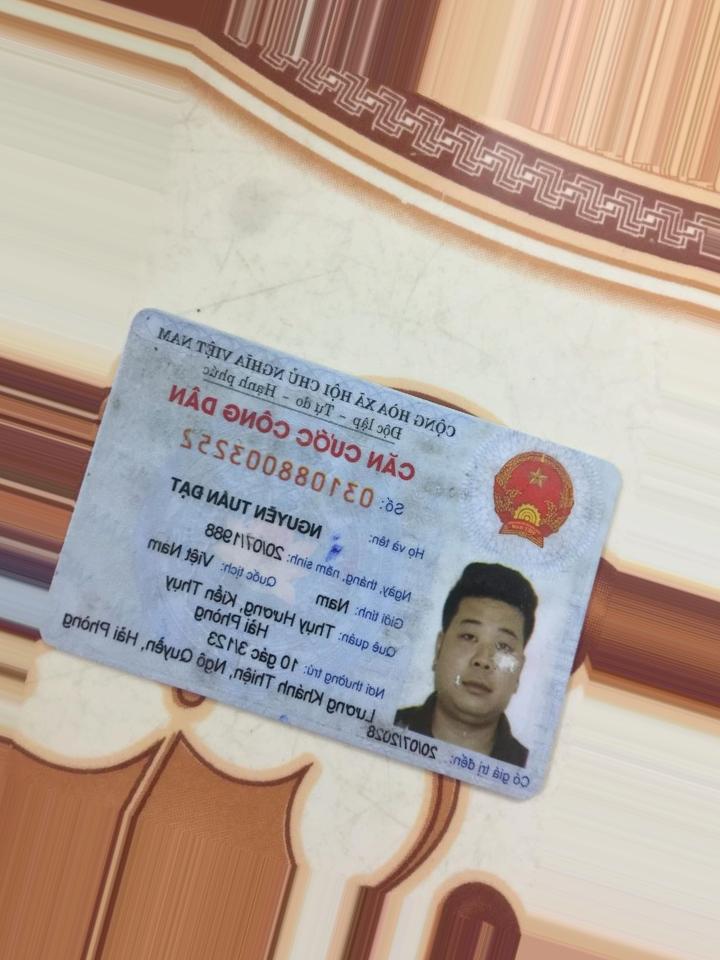 CỘNG HÒA XÃ HỘI CHỦ NGHĨA VIỆT NAM
Độc lập - Tự do - Hạnh phúc
CĂN CƯỚC CÔNG DÂN
Số: 031088003252
Họ và tên: NGUYỄN TUẤN ĐẠT
Ngày, tháng, năm sinh: 20/07/1988
Giới tính: Nam Quốc tịch: Việt Nam
Quê quán: Thụy Hương, Kiến Thụy
Hải Phòng
Nơi thường trú: 10 gác 3/123
Lương Khánh Thiện, Ngô Quyền, Hải Phòng
Có giá trị đến: 20/07/2028